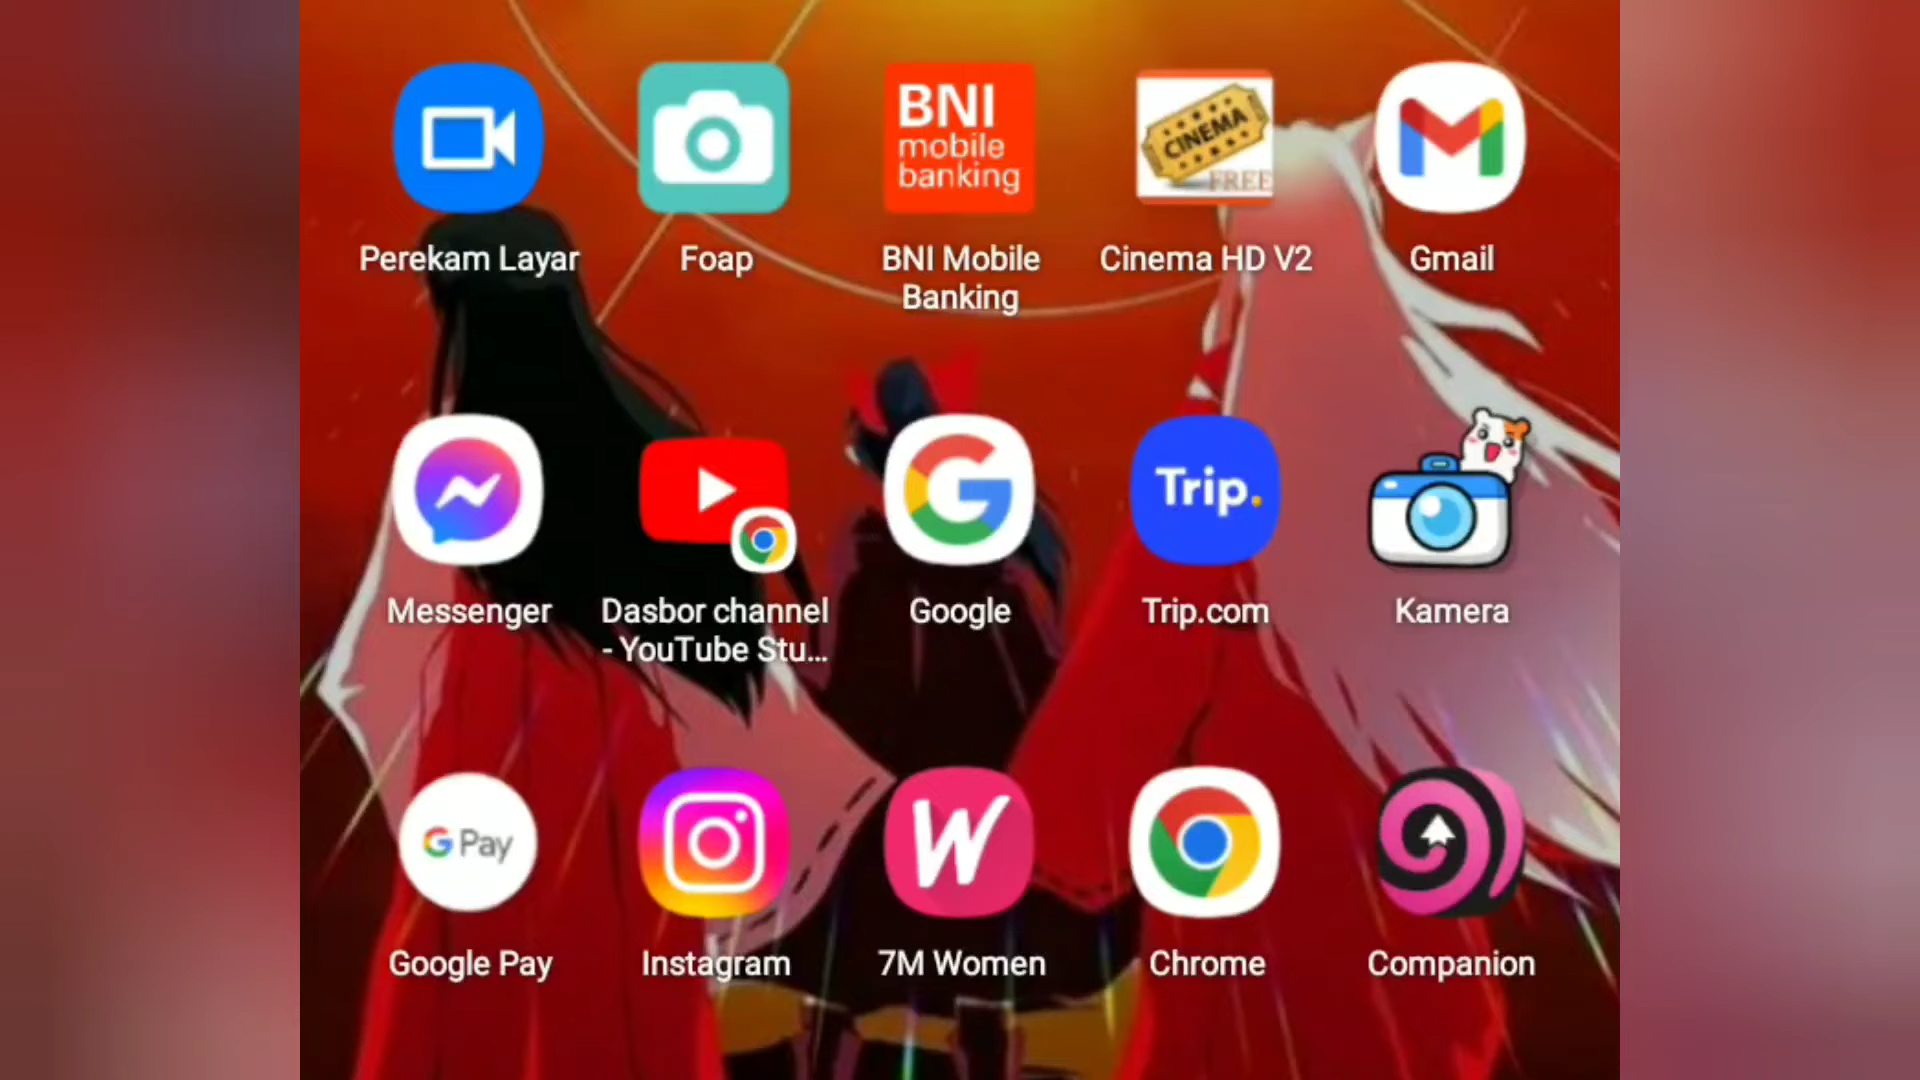 BNI
mobile
banking
CINEMA
FREE
Perekam Layar
Foap
BNI Mobile
Banking
Cinema HD V2
Gmail
Trip.
Messenger
Dasbor channel
- YouTube Stu...
Google
Trip.com
Kamera
G Pay
W
Google Pay
Instagram
7M Women
Chrome
Companion